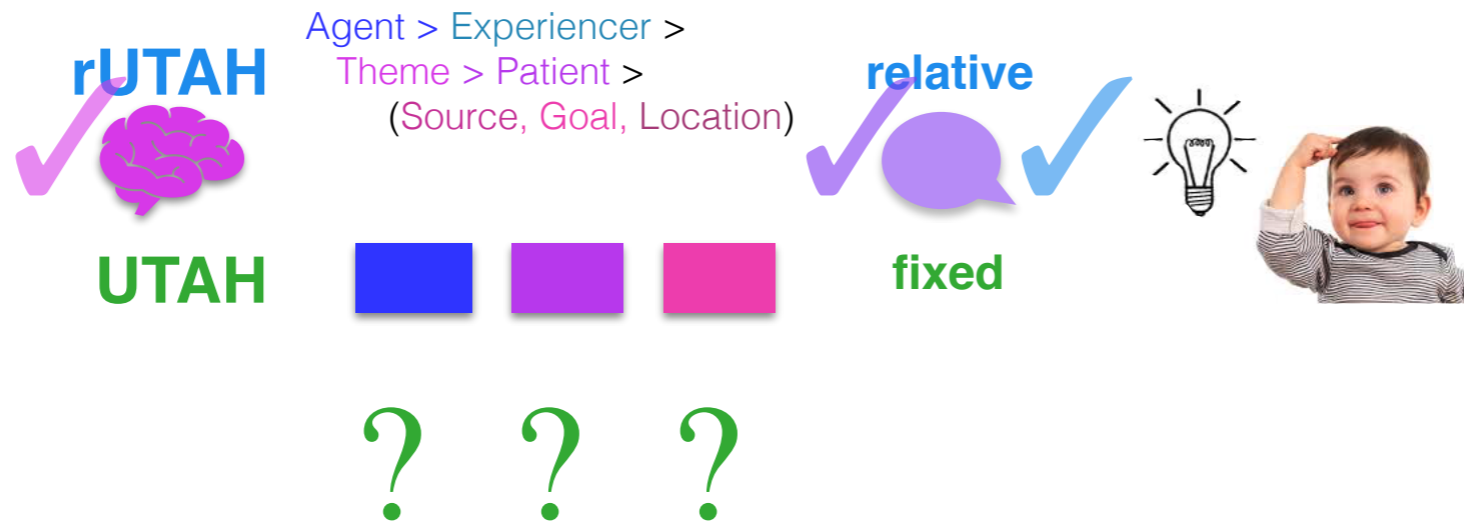 Agent > Experiencer >
rUTAH
Theme > Patient >
relative
(Source, Goal, Location)
UTAH
fixed
? ? ?